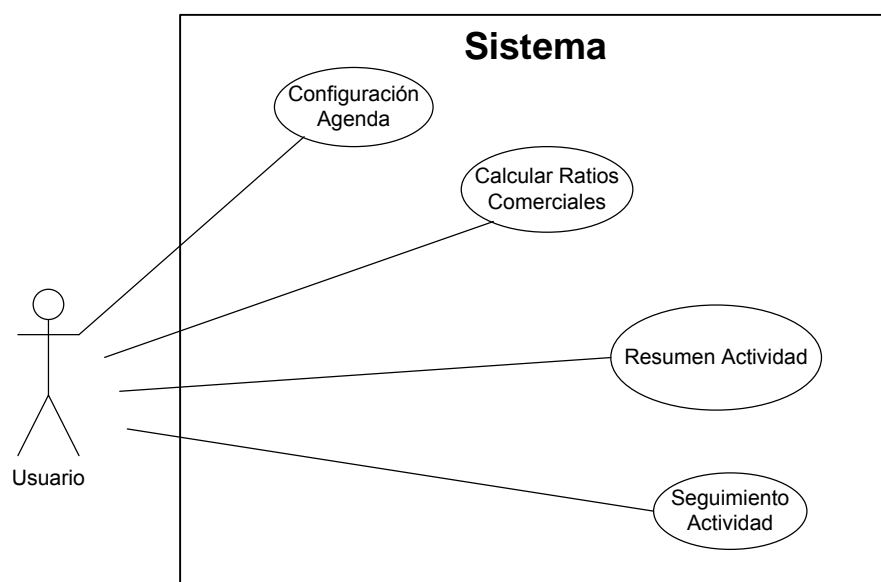 Sistema
Configuración
Agenda
Calcular Ratios
Comerciales
Resumen Actividad
Usuario
Seguimiento
Actividad